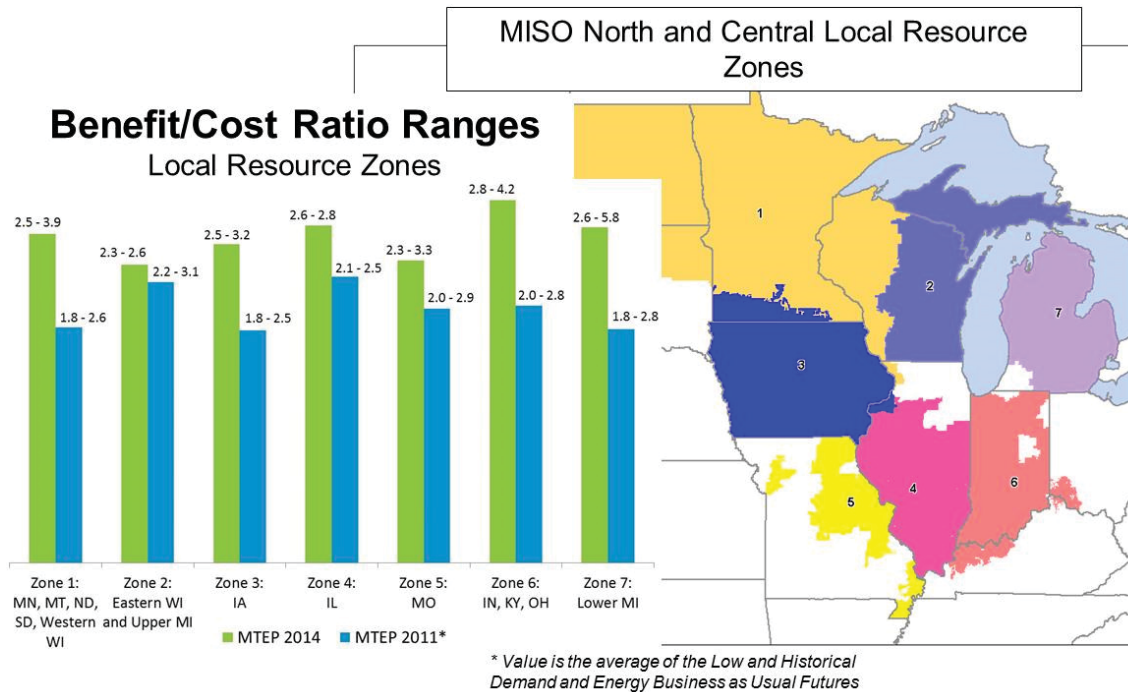 MISO North and Central Local Resource
Zones
Benefit/Cost Ratio Ranges
Local Resource Zones
2.5 - 3.9
1.8 - 2.6
2.3 - 2.6
2.2 - 3.1
2.5 - 3.2
1.8 - 2.5
2.6 - 2.8
2.1 - 2.5
2.3 - 3.3
2.0 - 2.9
2.8 - 4.2
2.0 - 2.8
2.6 - 5.8
1.8 - 2.8
Zone 1:
MN, MT, ND,
SD, Western
WI
Zone 2:
Eastern WI
and Upper MI
Zone 3:
IA
Zone 4:
IL
Zone 5:
MO
Zone 6:
IN, KY, OH
Zone 7:
Lower MI
MTEP 2014
MTEP 2011*
1
2
3
4
5
6
7
* Value is the average of the Low and Historical
Demand and Energy Business as Usual Futures